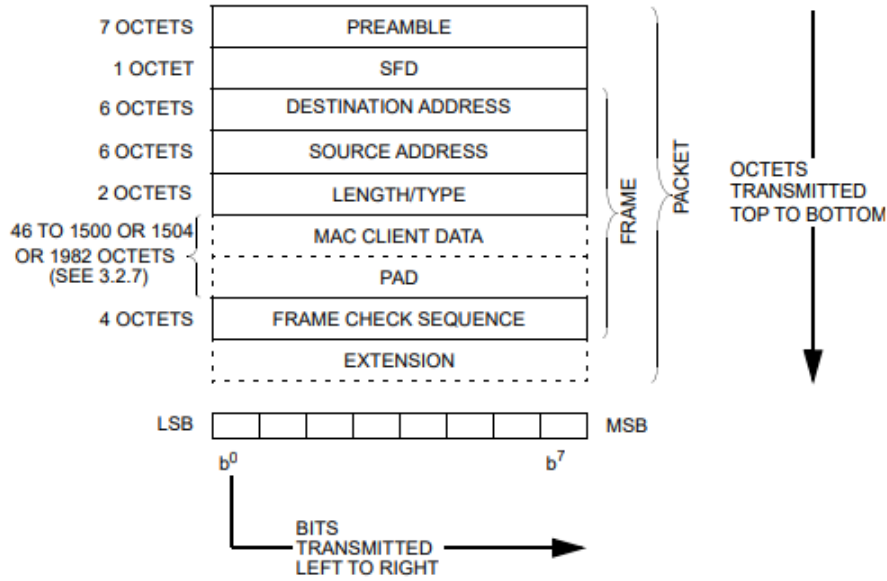 7 OCTETS PREAMBLE
1 OCTET SFD
6 OCTETS DESTINATION ADDRESS
6 OCTETS SOURCE ADDRESS
2 OCTETS LENGTH/TYPE
46 TO 1500 OR 1504
OR 1982 OCTETS
(SEE 3.2.7)
MAC CLIENT DATA
PAD
4 OCTETS FRAME CHECK SEQUENCE
EXTENSION
FRAME
PACKET
OCTETS
TRANSMITTED
TOP TO BOTTOM
LSB MSB
b0 b7
BITS
TRANSMITTED
LEFT TO RIGHT